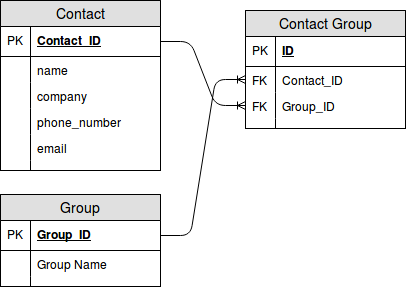 Contact
PK Contact_ID
name
company
phone_number
email
Contact Group
PK ID
FK Contact_ID
FK Group_ID
Group
PK Group_ID
Group Name